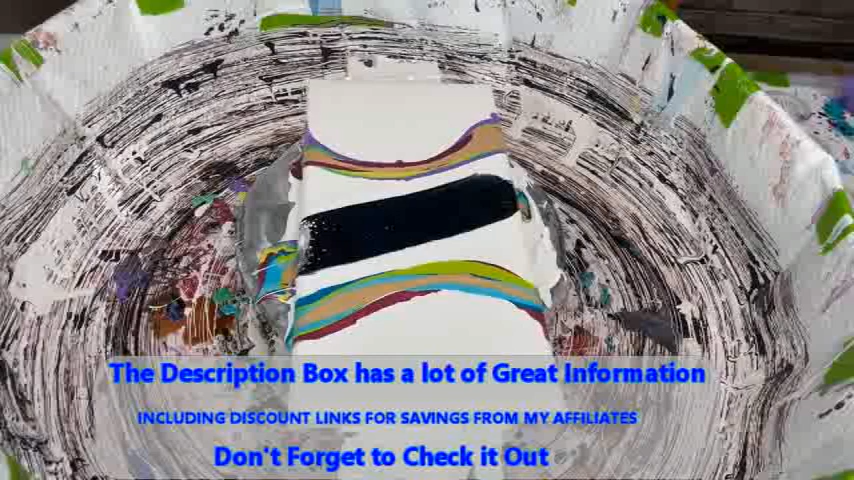 The Description Box has a lot of Great Information
INCLUDING DISCOUNT LINKS FOR SAVINGS FROM MY AFFILIATES
Don't Forget to Check it Out